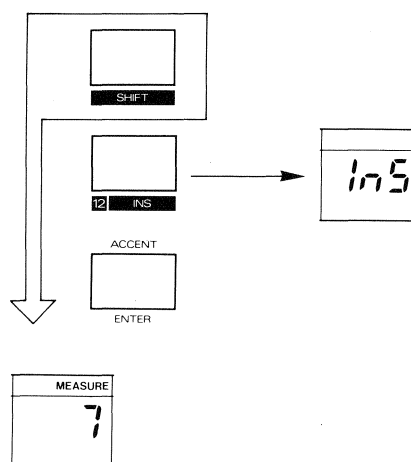 SHIFT
12 INS
InS
ACCENT
ENTER
MEASURE
7